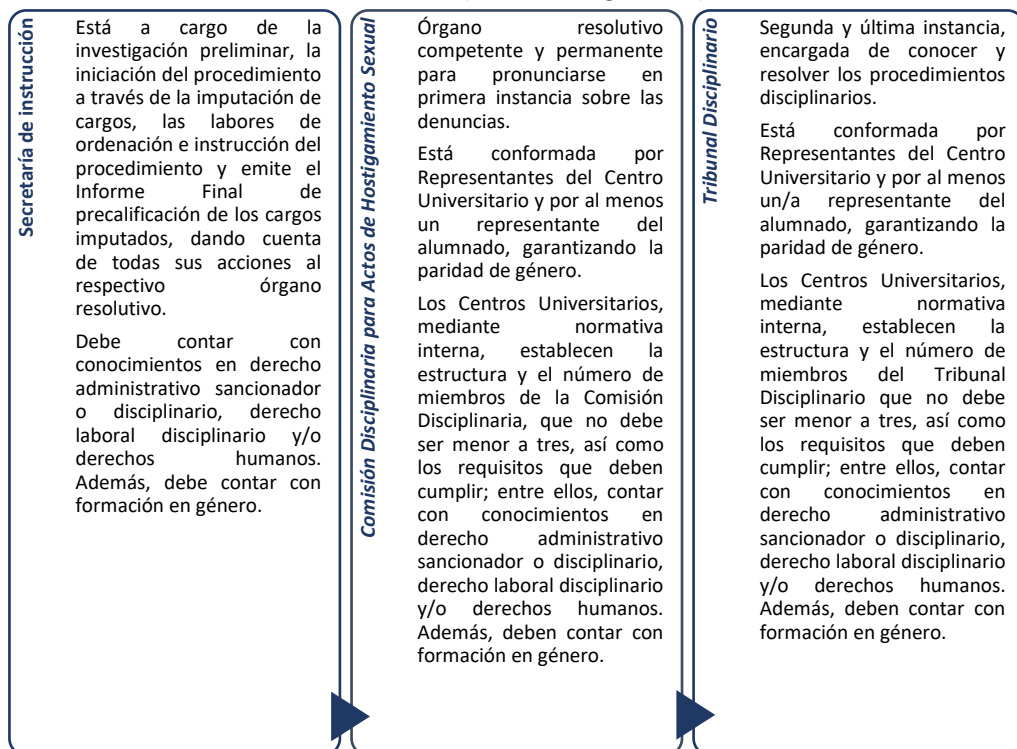 Secretaría de instrucción
Está a cargo de la
investigación preliminar, la
iniciación del procedimiento
a través de la imputación de
cargos, las labores de
ordenación e instrucción del
procedimiento y emite el
Informe Final de
precalificación de los cargos
imputados, dando cuenta
de todas sus acciones al
respectivo órgano
resolutivo.
Debe contar con
conocimientos en derecho
administrativo sancionador
o disciplinario, derecho
laboral disciplinario y/o
derechos humanos.
Además, debe contar con
formación en género.
Comisión Disciplinaria para Actos de Hostigamiento Sexual
Órgano resolutivo
competente y permanente
para pronunciarse en
primera instancia sobre las
denuncias.
Está conformada por
Representantes del Centro
Universitario y por al menos
un representante del
alumnado, garantizando la
paridad de género.
Los Centros Universitarios,
mediante normativa
interna, establecen la
estructura y el número de
miembros de la Comisión
Disciplinaria, que no debe
ser menor a tres, así como
los requisitos que deben
cumplir; entre ellos, contar
con conocimientos en
derecho administrativo
sancionador o disciplinario,
derecho laboral disciplinario
y/o derechos humanos.
Además, deben contar con
formación en género.
Tribunal Disciplinario
Segunda y última instancia,
encargada de conocer y
resolver los procedimientos
disciplinarios.
Está conformada por
Representantes del Centro
Universitario y por al menos
un/a representante del
alumnado, garantizando la
paridad de género.
Los Centros Universitarios,
mediante normativa
interna, establecen la
estructura y el número de
miembros del Tribunal
Disciplinario que no debe
ser menor a tres, así como
los requisitos que deben
cumplir; entre ellos, contar
con conocimientos en
derecho administrativo
sancionador o disciplinario,
derecho laboral disciplinario
y/o derechos humanos.
Además, deben contar con
formación en género.